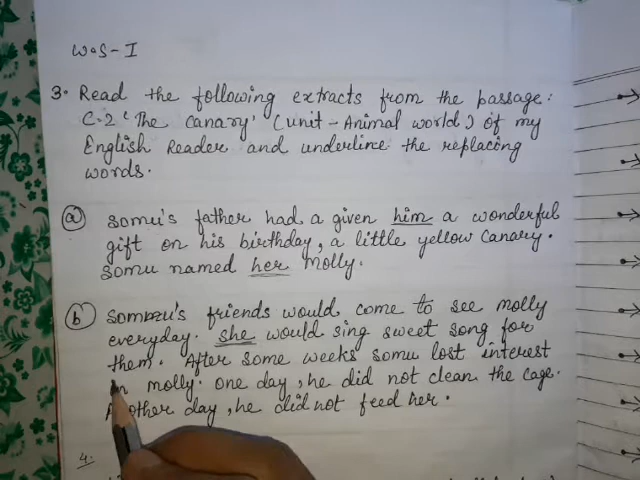 W.S-I
3. Read the following extracts from the passage:
C-2 'The Canary' (unit - Animal world) of my
English Reader and underline the replacing
words.
(a) Somu's father had a given him a wonderful
gift on his birthday, a little yellow Canary.
Somu named her Molly.
(b) Somu's friends would come to see Molly
everyday. She would sing sweet song for
them. After some weeks Somu lost interest
in Molly. One day, he did not clean the cage.
Another day, he did not feed her.
4.